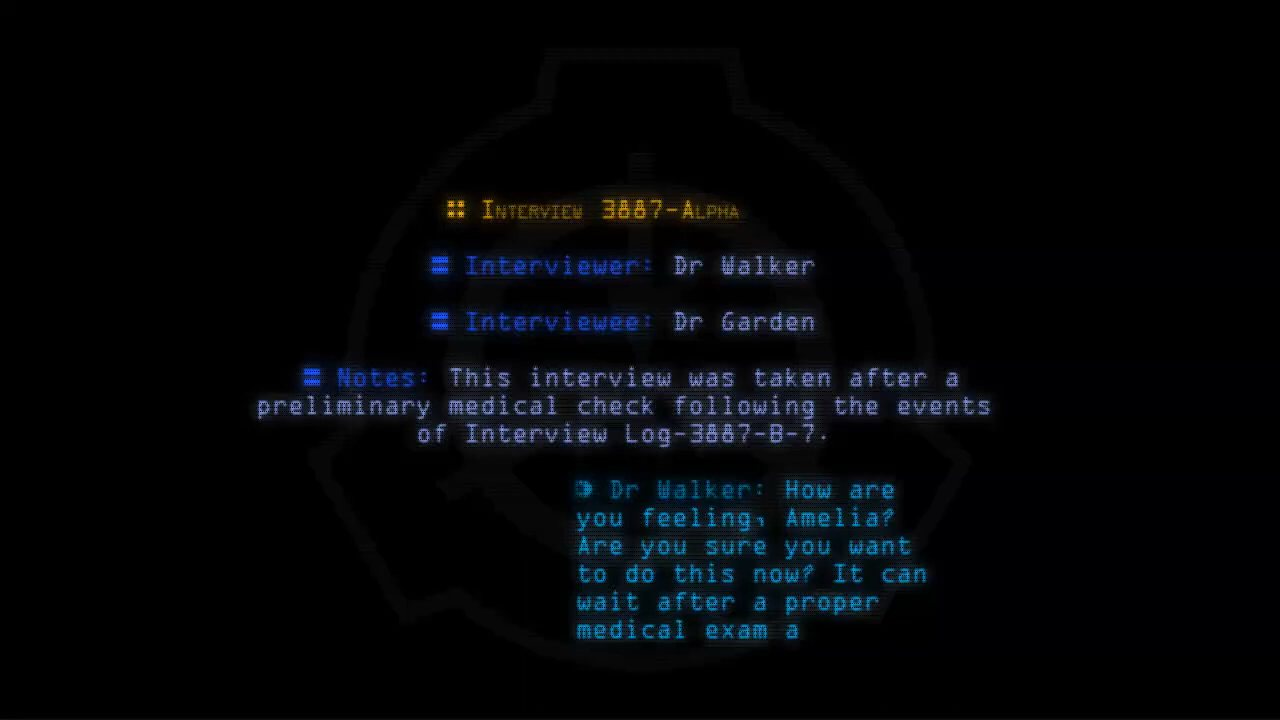 Interview 3887-Alpha
Interviewer: Dr Walker
Interviewee: Dr Garden
Notes: This interview was taken after a
preliminary medical check following the events
of Interview Log-3887-B-7.
Dr Walker: How are
you feeling, Amelia?
Are you sure you want
to do this now? It can
wait after a proper
medical exam a